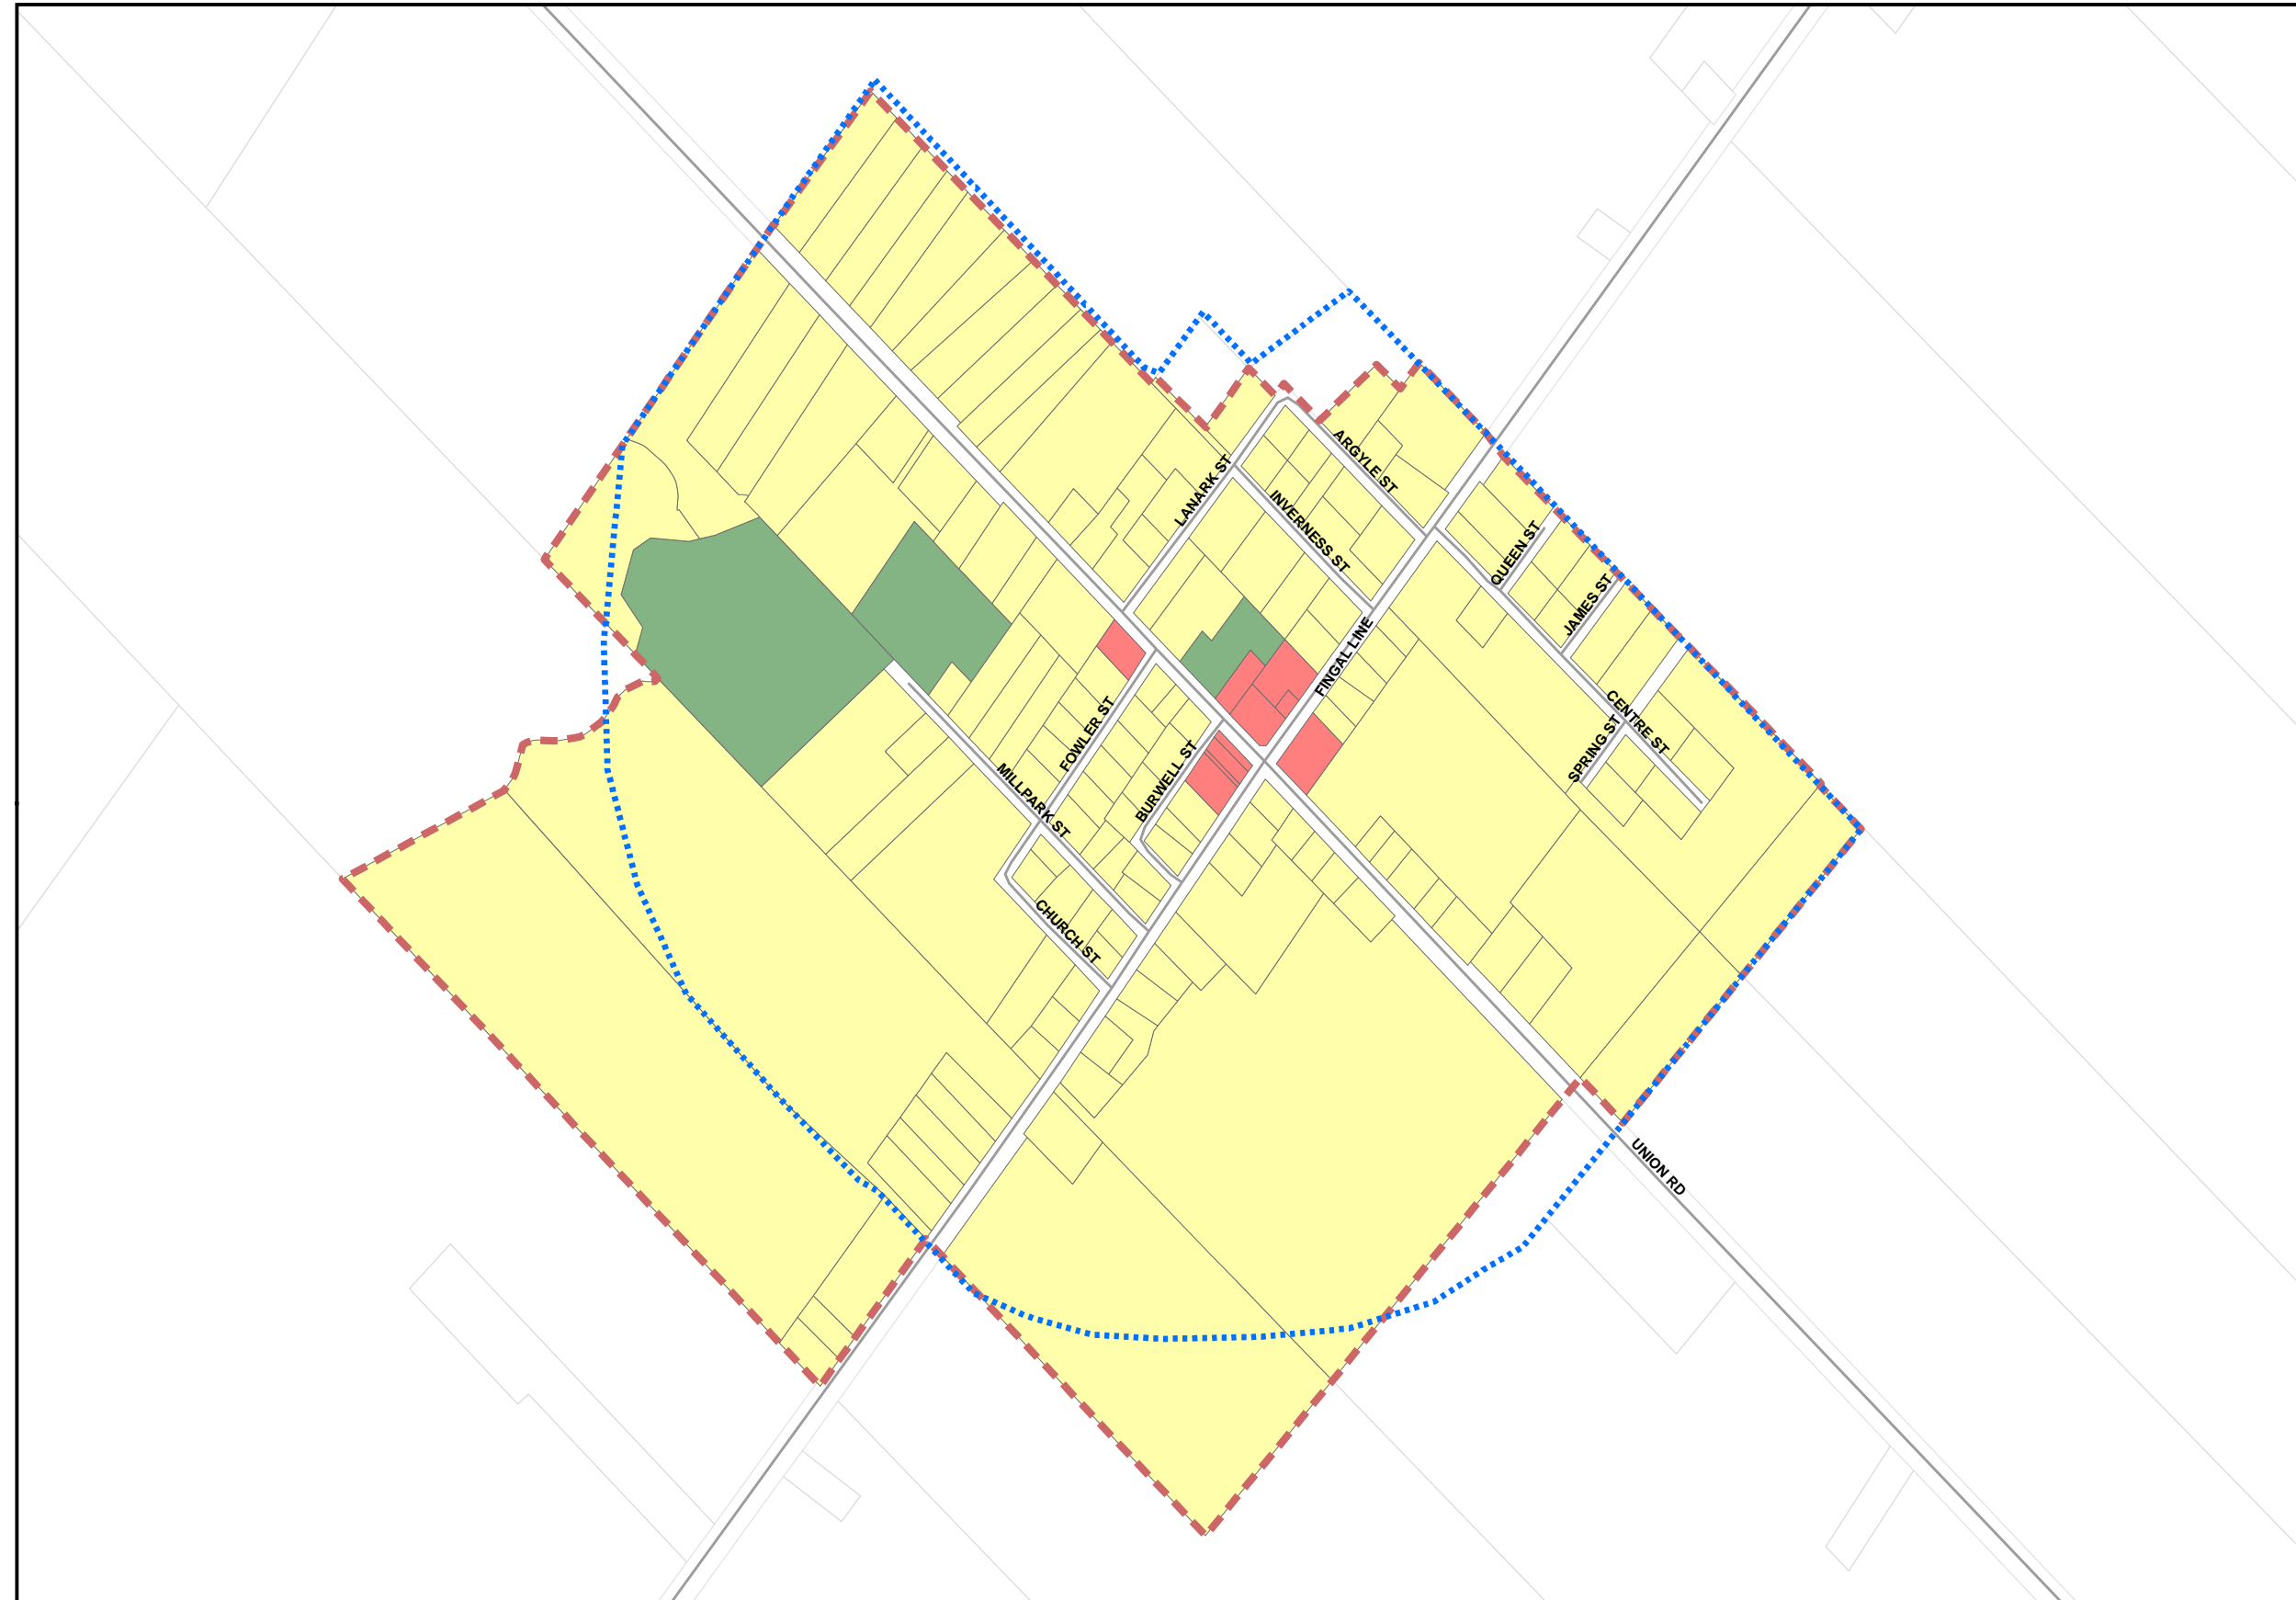 ARGYLE ST
LANARK ST
INVERNESS ST
QUEEN ST
JAMES ST
FINGAL LINE
FOWLER ST
CENTRE ST
SPRING ST
BURWELL ST
MILLPARK ST
CHURCH ST
UNION RD